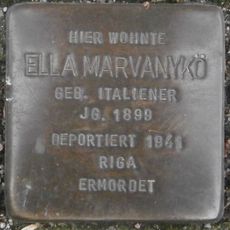 HIER WOHNTE
ELLA MARVANYKÖ
GEB. ITALIENER
JG. 1899
DEPORTIERT 1941
RIGA
ERMORDET